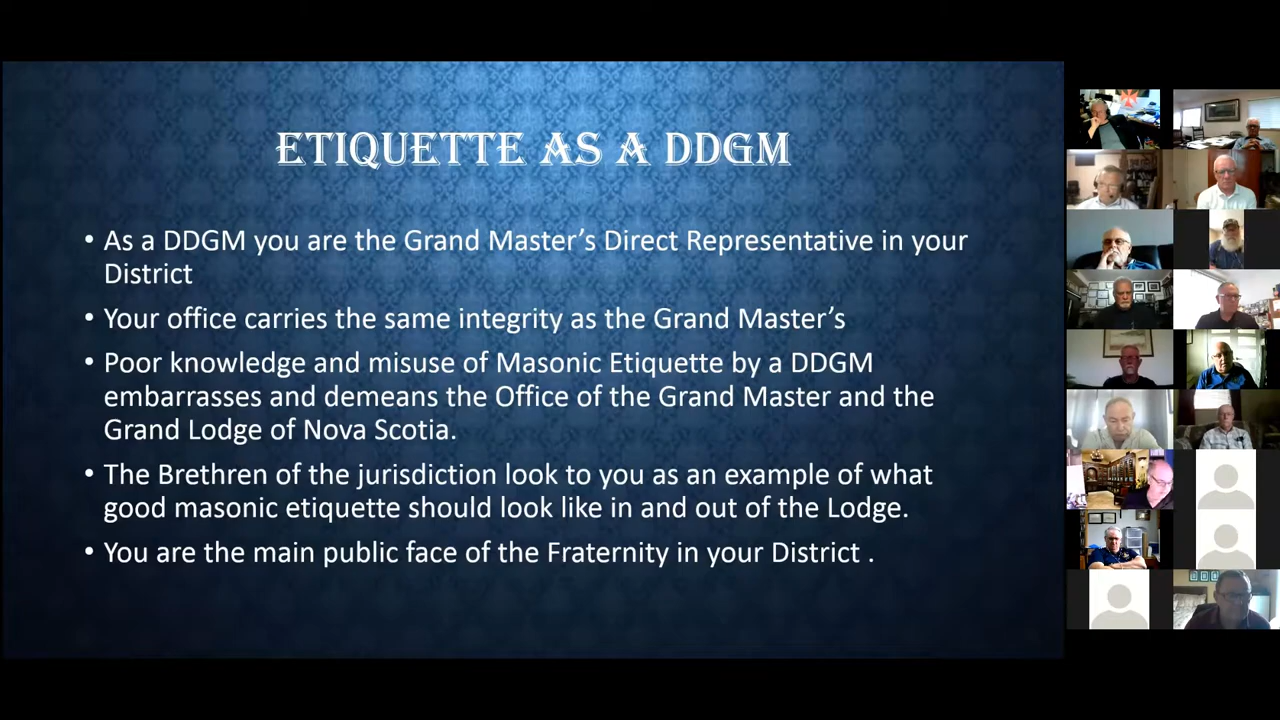 ETIQUETTE AS A DDGM
• As a DDGM you are the Grand Master’s Direct Representative in your
District
• Your office carries the same integrity as the Grand Master’s
• Poor knowledge and misuse of Masonic Etiquette by a DDGM
embarrasses and demeans the Office of the Grand Master and the
Grand Lodge of Nova Scotia.
• The Brethren of the jurisdiction look to you as an example of what
good masonic etiquette should look like in and out of the Lodge.
• You are the main public face of the Fraternity in your District .